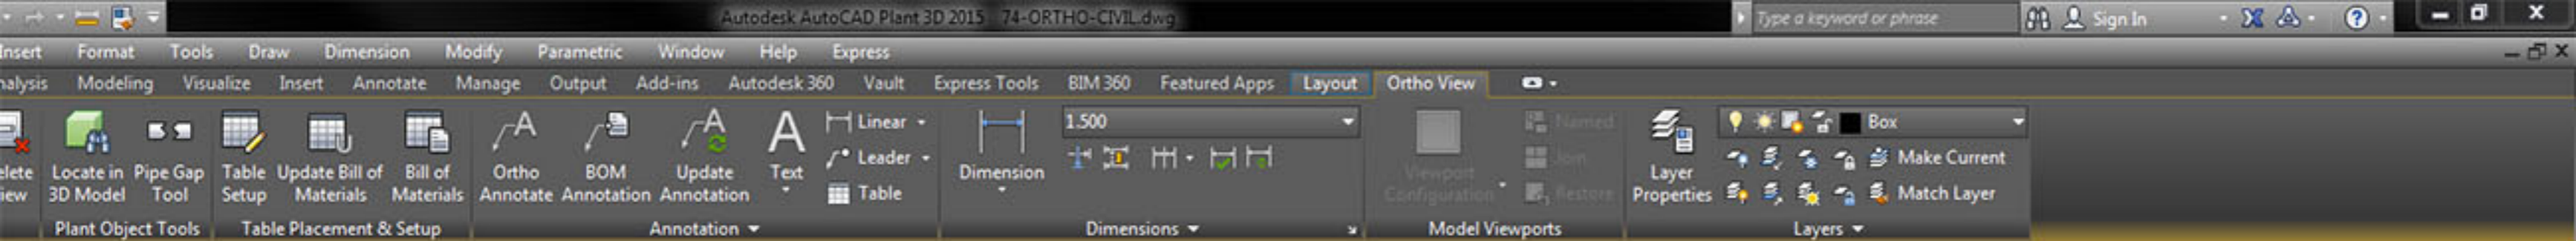 Autodesk AutoCAD Plant 3D 2015 74-ORTHO-CIVIL.dwg Type a keyword or phrase Sign In
Insert Format Tools Draw Dimension Modify Parametric Window Help Express
nalysis Modeling Visualize Insert Annotate Manage Output Add-ins Autodesk 360 Vault Express Tools BIM 360 Featured Apps Layout Ortho View
Linear 1.500 Named Box
elete Locate in Pipe Gap Table Update Bill of Bill of Ortho BOM Update Text Leader Dimension Viewport Join Layer Make Current
iew 3D Model Tool Setup Materials Materials Annotate Annotation Annotation Table Configuration Restore Properties Match Layer
Plant Object Tools Table Placement & Setup Annotation Dimensions Model Viewports Layers